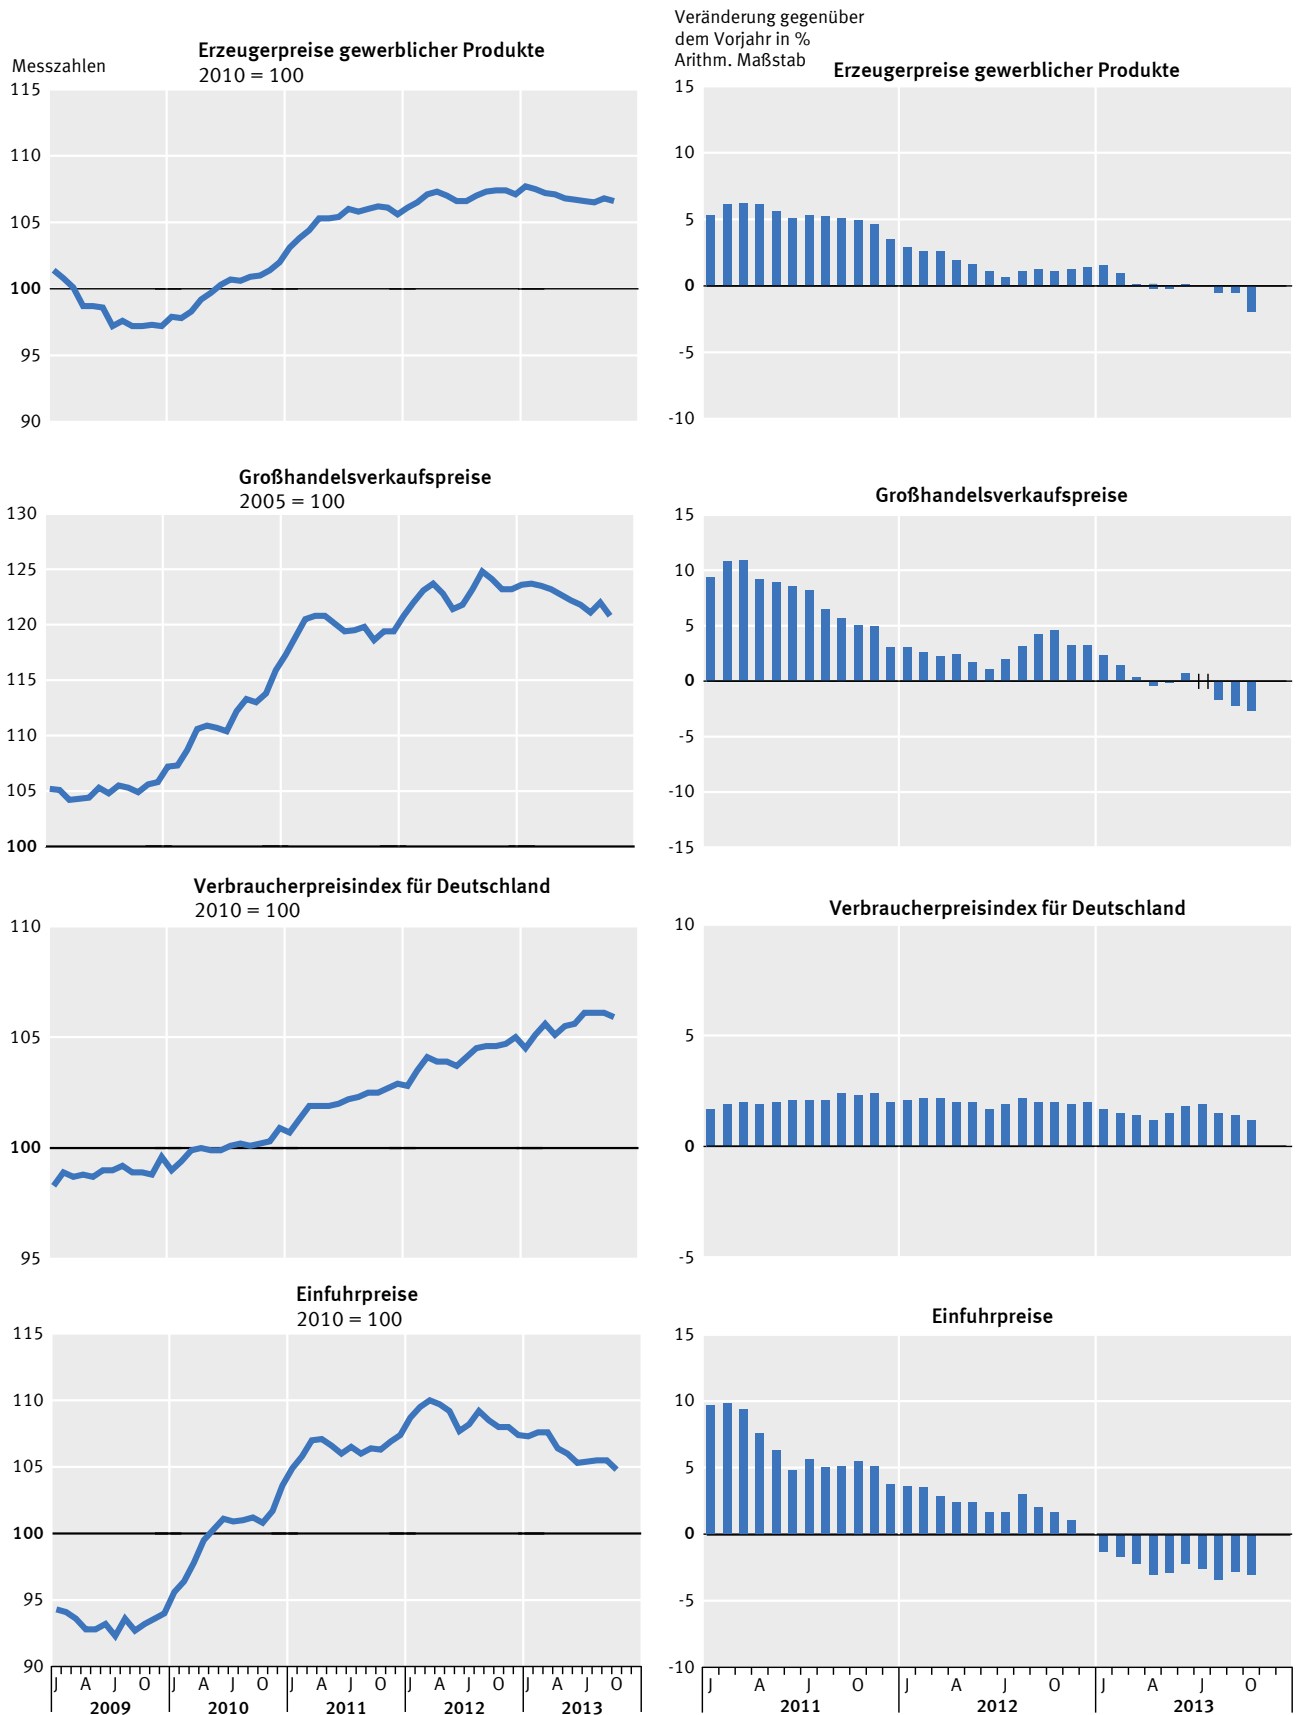 Messzahlen
Erzeugerpreise gewerblicher Produkte
2010 = 100
115
110
105
100
95
90
Großhandelsverkaufspreise
2005 = 100
130
125
120
115
110
105
100
Verbraucherpreisindex für Deutschland
2010 = 100
110
105
100
95
Einfuhrpreise
2010 = 100
115
110
105
100
95
90
J A J O J A J O J A J O J A J O J A J O
2009 2010 2011 2012 2013
Veränderung gegenüber
dem Vorjahr in %
Arithm. Maßstab
Erzeugerpreise gewerblicher Produkte
15
10
5
0
-5
-10
Großhandelsverkaufspreise
15
10
5
0
-5
-10
-15
Verbraucherpreisindex für Deutschland
10
5
0
-5
Einfuhrpreise
15
10
5
0
-5
-10
J A J O J A J O J A J O
2011 2012 2013